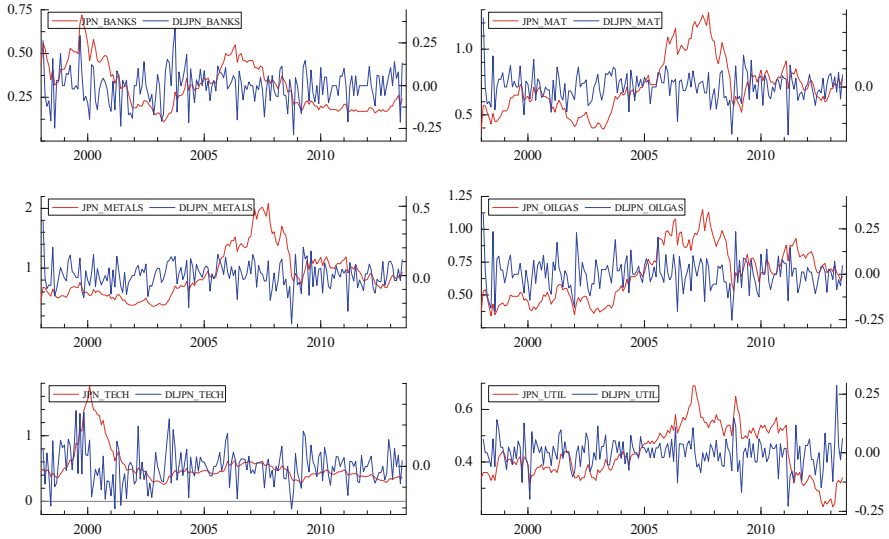 JPN_BANKS DLJPN_BANKS
0.75
0.50
0.25
0.25
0.00
-0.25
2000 2005 2010
JPN_MAT DLJPN_MAT
1.0
0.5
0.0
2000 2005 2010
JPN_METALS DLJPN_METALS
2
1
0.5
0.0
2000 2005 2010
JPN_OILGAS DLJPN_OILGAS
1.25
1.00
0.75
0.50
0.25
0.00
-0.25
2000 2005 2010
JPN_TECH DLJPN_TECH
1
0
0.0
2000 2005 2010
JPN_UTIL DLJPN_UTIL
0.6
0.4
0.25
0.00
-0.25
2000 2005 2010